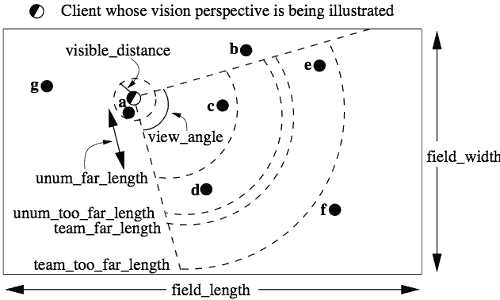 Client whose vision perspective is being illustrated
visible_distance
b
e
g
a
c
view_angle
field_width
unum_far_length
d
unum_too_far_length
f
team_far_length
team_too_far_length
field_length